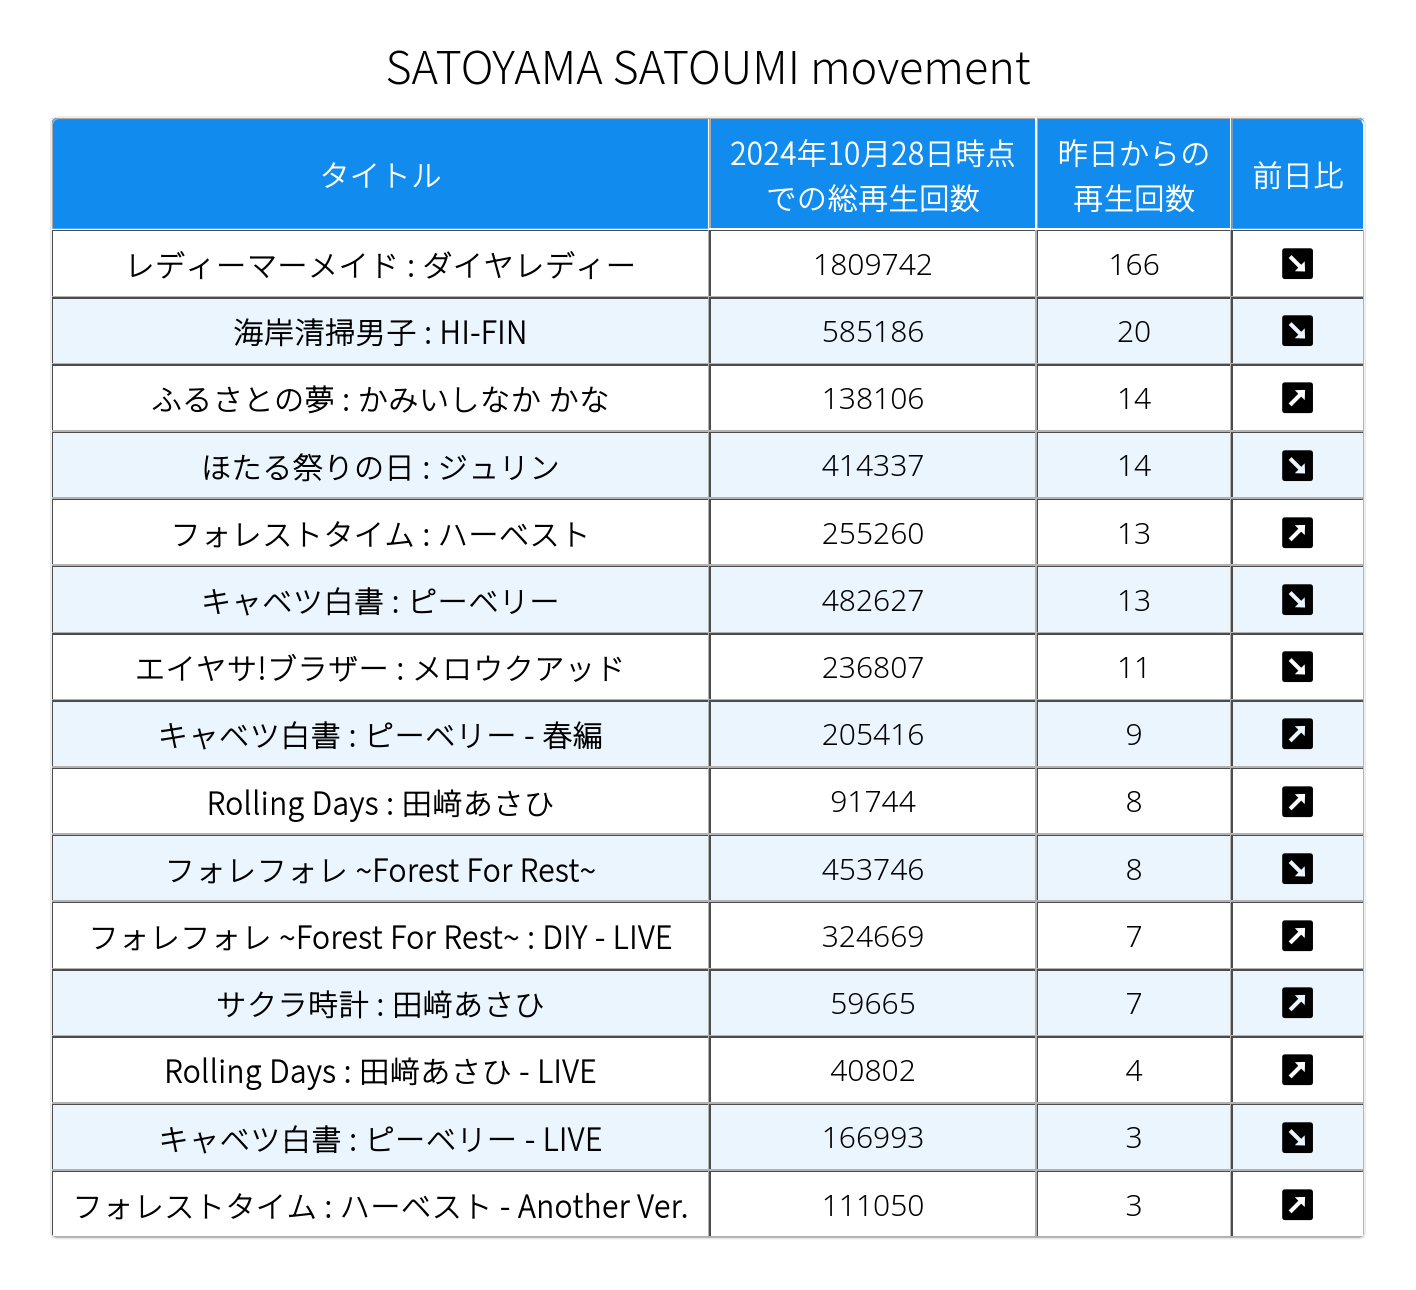 SATOYAMA SATOUMI movement
タイトル 2024年10月28日時点での総再生回数 昨日からの再生回数 前日比
レディーマーメイド : ダイヤレディー 1809742 166 ↘
海岸清掃男子 : HI-FIN 585186 20 ↘
ふるさとの夢 : かみいしなか かな 138106 14 ↗
ほたる祭りの日 : ジュリン 414337 14 ↘
フォレストタイム : ハーベスト 255260 13 ↗
キャベツ白書 : ピーベリー 482627 13 ↘
エイヤサ!ブラザー : メロウクアッド 236807 11 ↘
キャベツ白書 : ピーベリー - 春編 205416 9 ↗
Rolling Days : 田﨑あさひ 91744 8 ↗
フォレフォレ ~Forest For Rest~ 453746 8 ↘
フォレフォレ ~Forest For Rest~ : DIY - LIVE 324669 7 ↗
サクラ時計 : 田﨑あさひ 59665 7 ↗
Rolling Days : 田﨑あさひ - LIVE 40802 4 ↗
キャベツ白書 : ピーベリー - LIVE 166993 3 ↘
フォレストタイム : ハーベスト - Another Ver. 111050 3 ↗